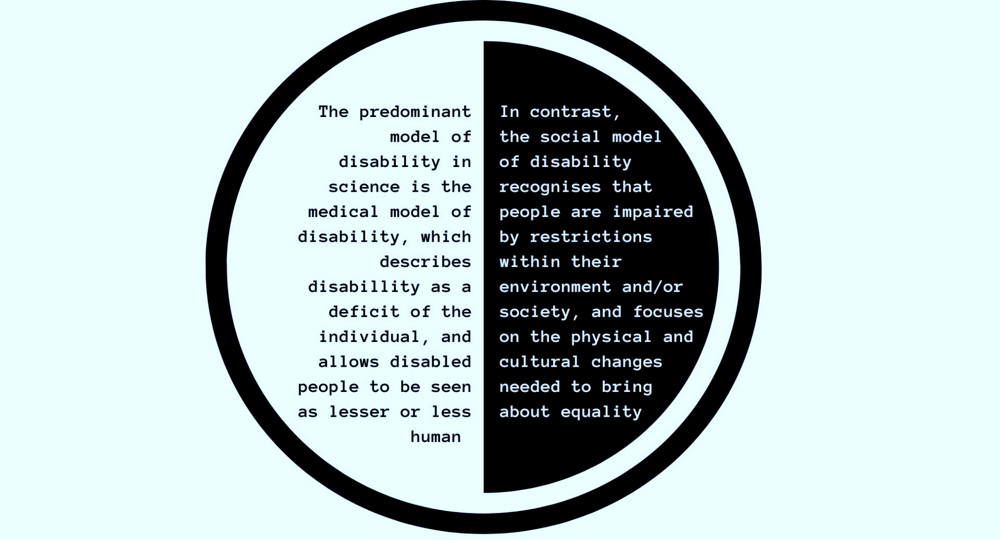 The predominant
model of
disability in
science is the
medical model of
disability, which
describes
disabillity as a
deficit of the
individual, and
allows disabled
people to be seen
as lesser or less
human
In contrast,
the social model
of disability
recognises that
people are impaired
by restrictions
within their
environment and/or
society, and focuses
on the physical and
cultural changes
needed to bring
about equality